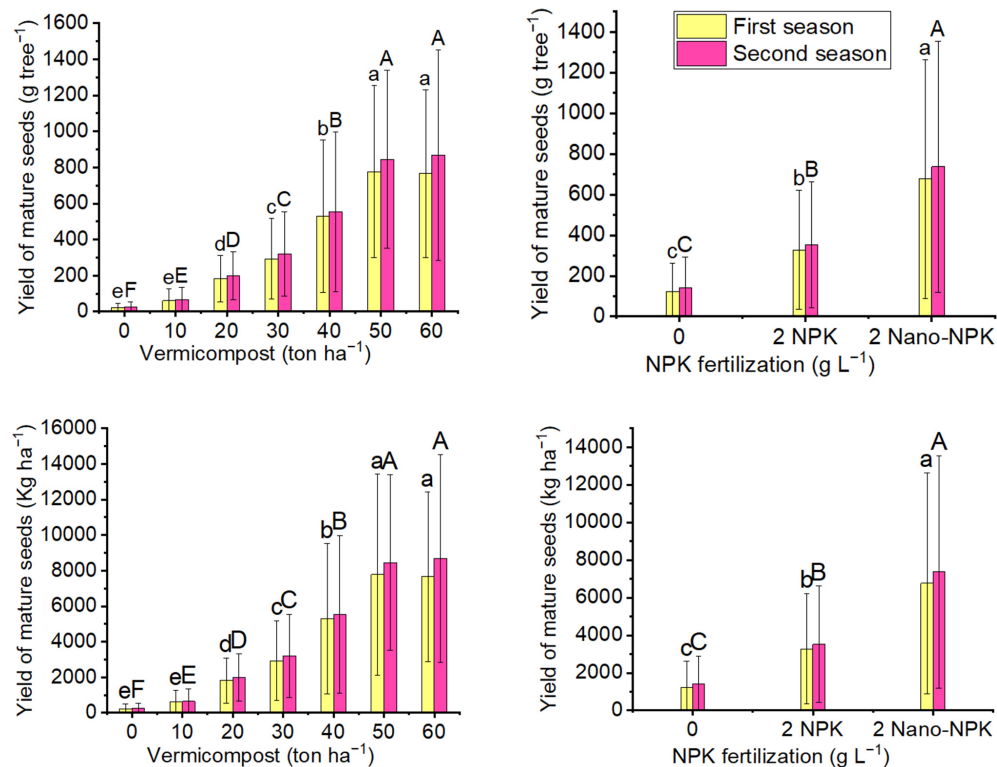 Yield of mature seeds (g tree⁻¹)
1600
1400
1200
1000
800
600
400
200
0
eF
eE
dD
cC
bB
a A
a A
0 10 20 30 40 50 60
Vermicompost (ton ha⁻¹)
Yield of mature seeds (g tree⁻¹)
1400
1200
1000
800
600
400
200
0
First season
Second season
cC
bB
a A
0 2 NPK 2 Nano-NPK
NPK fertilization (g L⁻¹)
Yield of mature seeds (Kg ha⁻¹)
16000
14000
12000
10000
8000
6000
4000
2000
0
eF
eE
dD
cC
bB
aA
a A
0 10 20 30 40 50 60
Vermicompost (ton ha⁻¹)
Yield of mature seeds (kg ha⁻¹)
14000
12000
10000
8000
6000
4000
2000
0
cC
bB
a A
0 2 NPK 2 Nano-NPK
NPK fertilization (g L⁻¹)